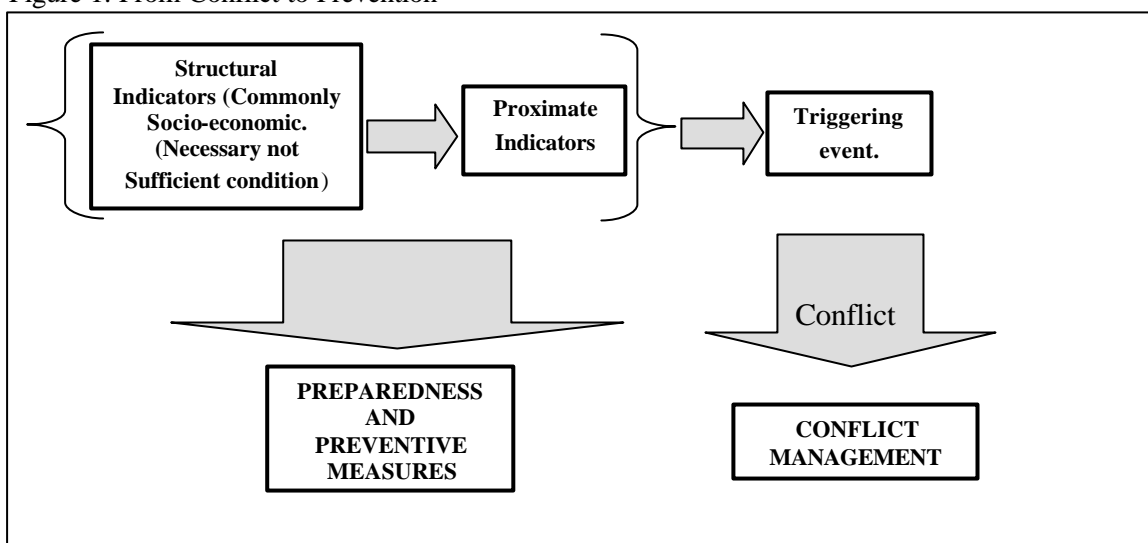 Figure 1: From Conflict to Prevention
Structural
Indicators (Commonly
Socio-economic.
(Necessary not
Sufficient condition)
Proximate
Indicators
Triggering
event.
Conflict
PREPAREDNESS
AND
PREVENTIVE
MEASURES
CONFLICT
MANAGEMENT